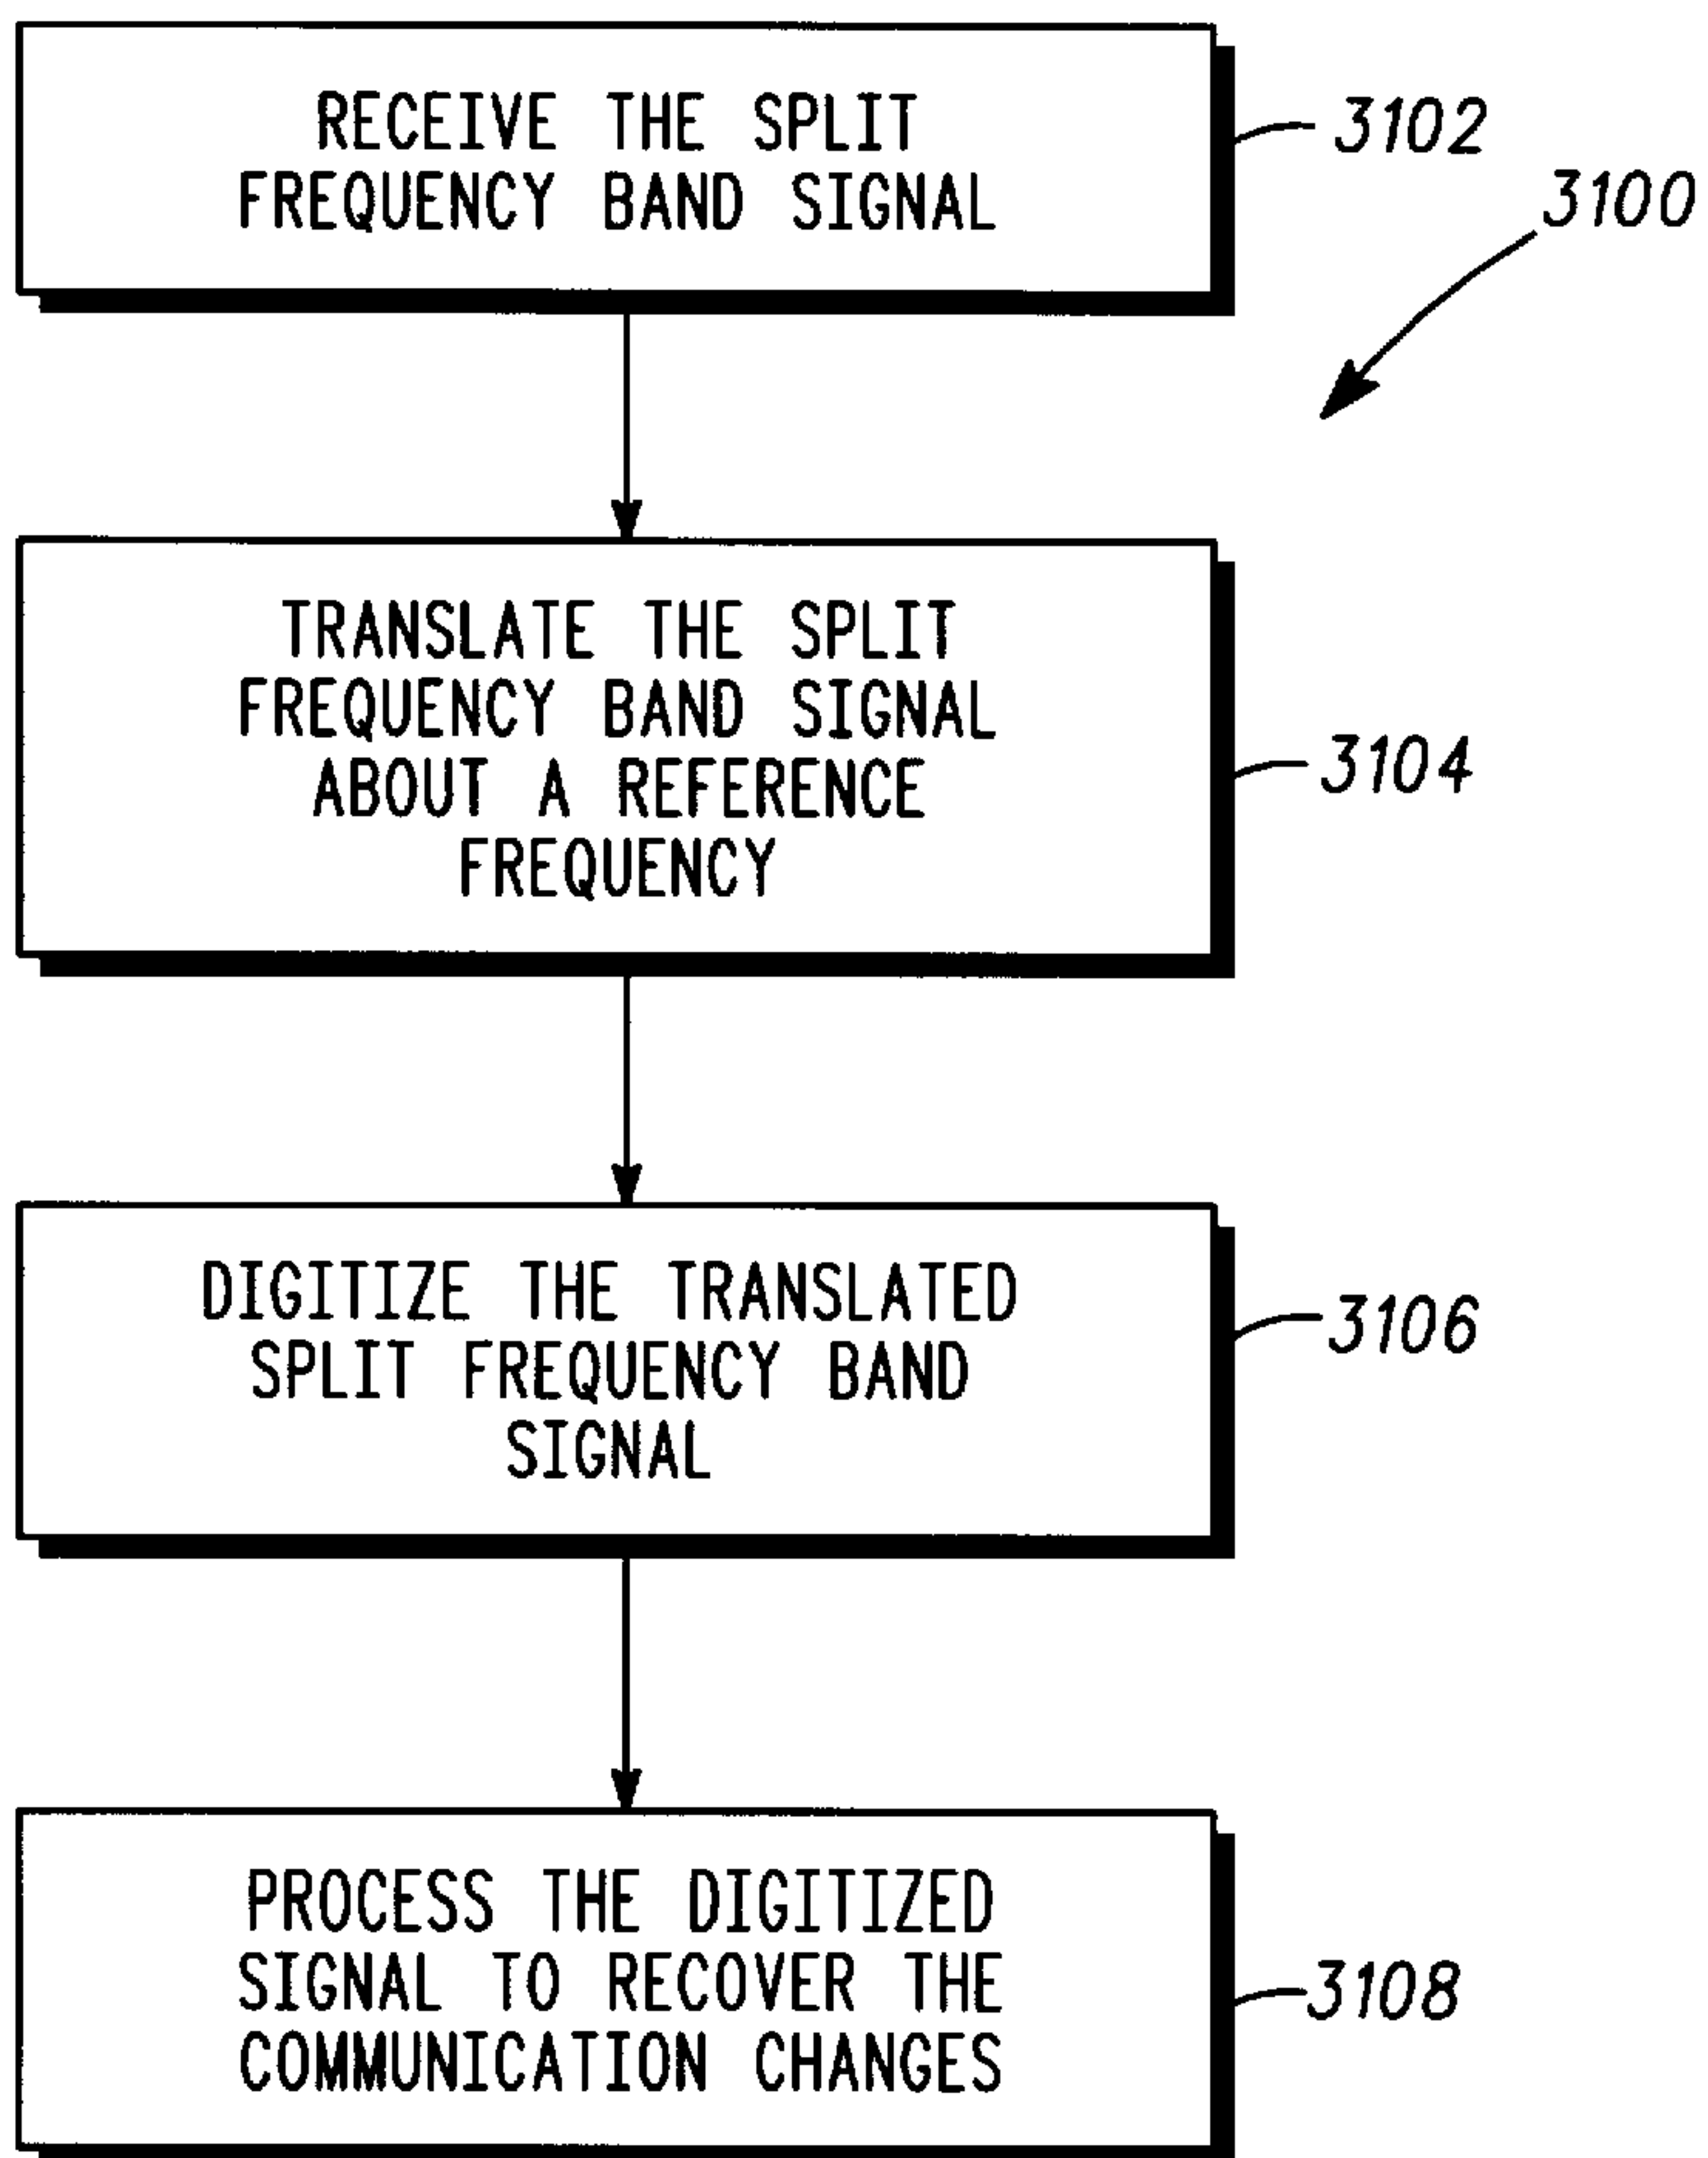 RECEIVE THE SPLIT
FREQUENCY BAND SIGNAL
3102
3100
TRANSLATE THE SPLIT
FREQUENCY BAND SIGNAL
ABOUT A REFERENCE
FREQUENCY
3104
DIGITIZE THE TRANSLATED
SPLIT FREQUENCY BAND
SIGNAL
3106
PROCESS THE DIGITIZED
SIGNAL TO RECOVER THE
COMMUNICATION CHANGES
3108